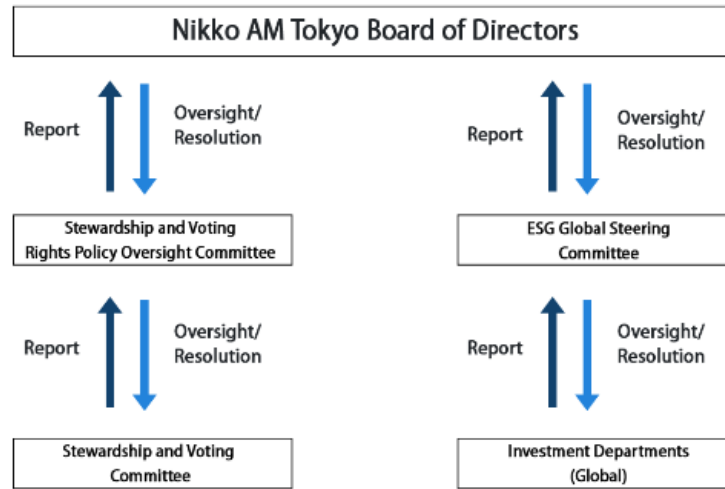 Nikko AM Tokyo Board of Directors
Report
Oversight/
Resolution
Report
Oversight/
Resolution
Stewardship and Voting
Rights Policy Oversight Committee
ESG Global Steering
Committee
Report
Oversight/
Resolution
Report
Oversight/
Resolution
Stewardship and Voting
Committee
Investment Departments
(Global)